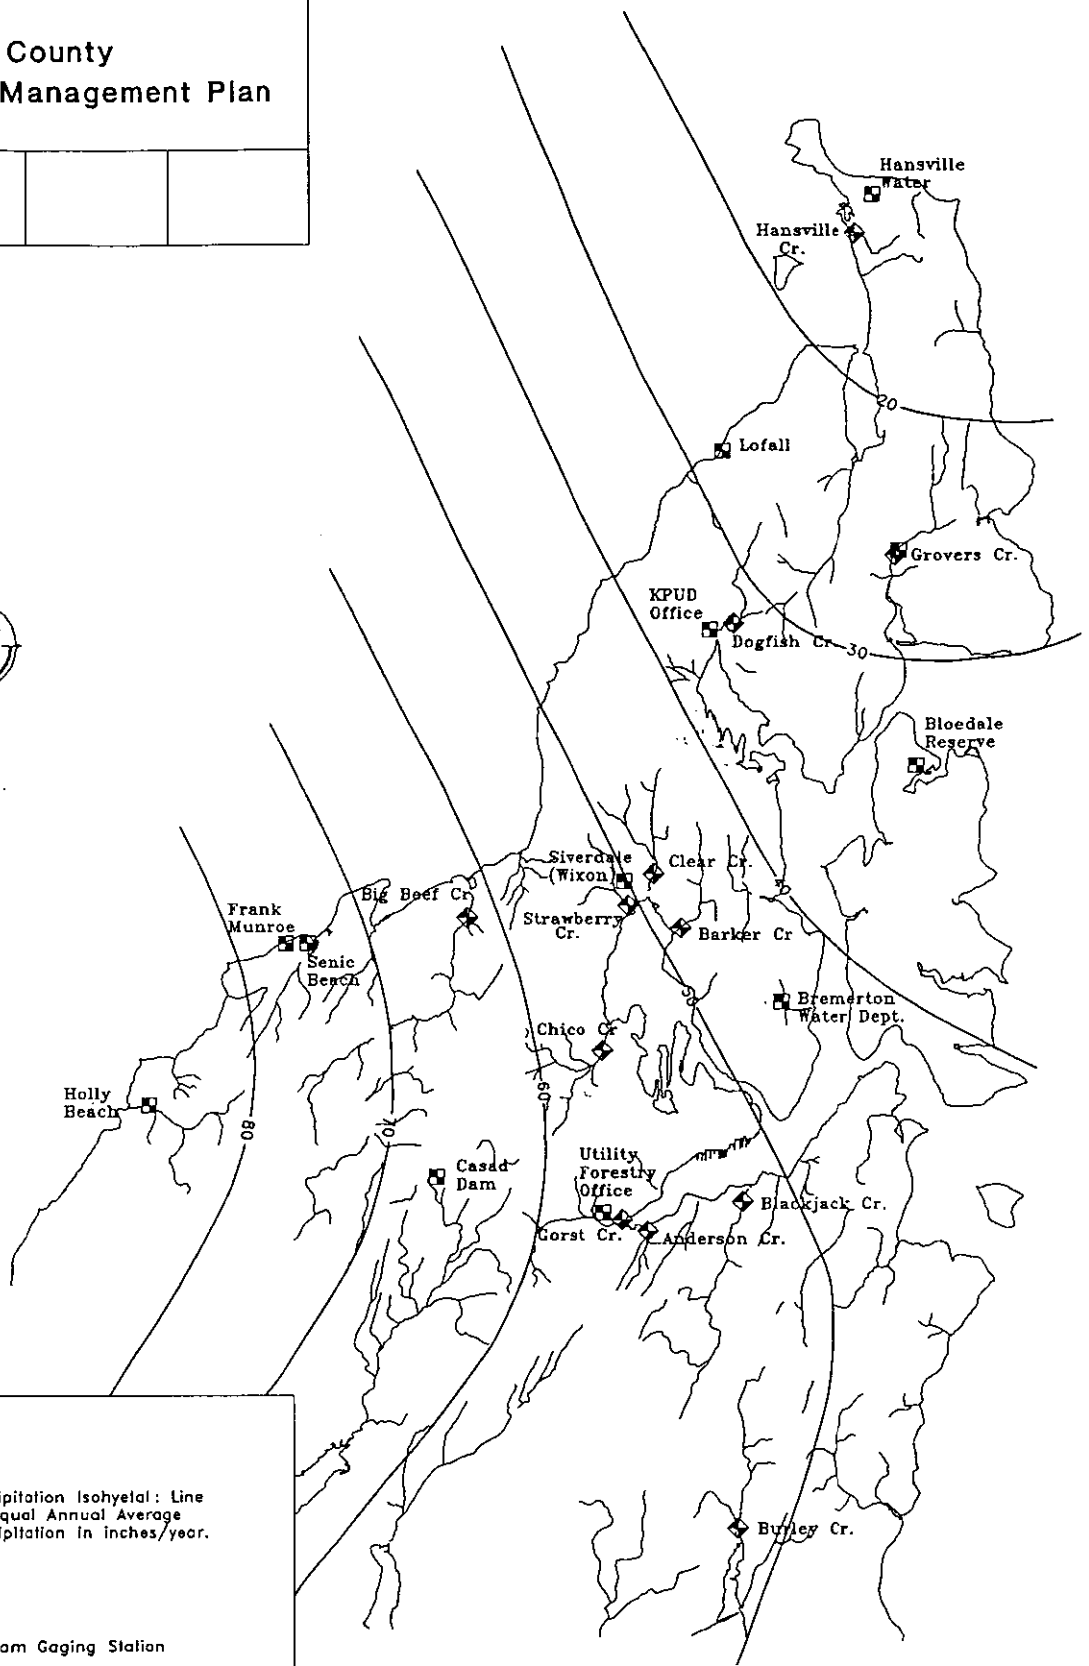 County
Management Plan
Hansville
Water
Hansville
Cr.
20
Lofall
Grovers Cr.
KPUD
Office
Dogfish Cr.
30
Bloedale
Reserve
Siverdale
(Wixon)
Clear Cr.
Big Beef Cr
Frank
Munroe
Strawberry
Cr.
Barker Cr
Senic
Beach
50
Bremerton
Water Dept.
Chico Cr
Holly
Beach
60
80
70
Utility
Forestry
Office
Casad
Dam
Blackjack Cr.
Gorst Cr.
Anderson Cr.
ipitation Isohyetal: Line
qual Annual Average
ipitation in inches/year.
Burley Cr.
am Gaging Station